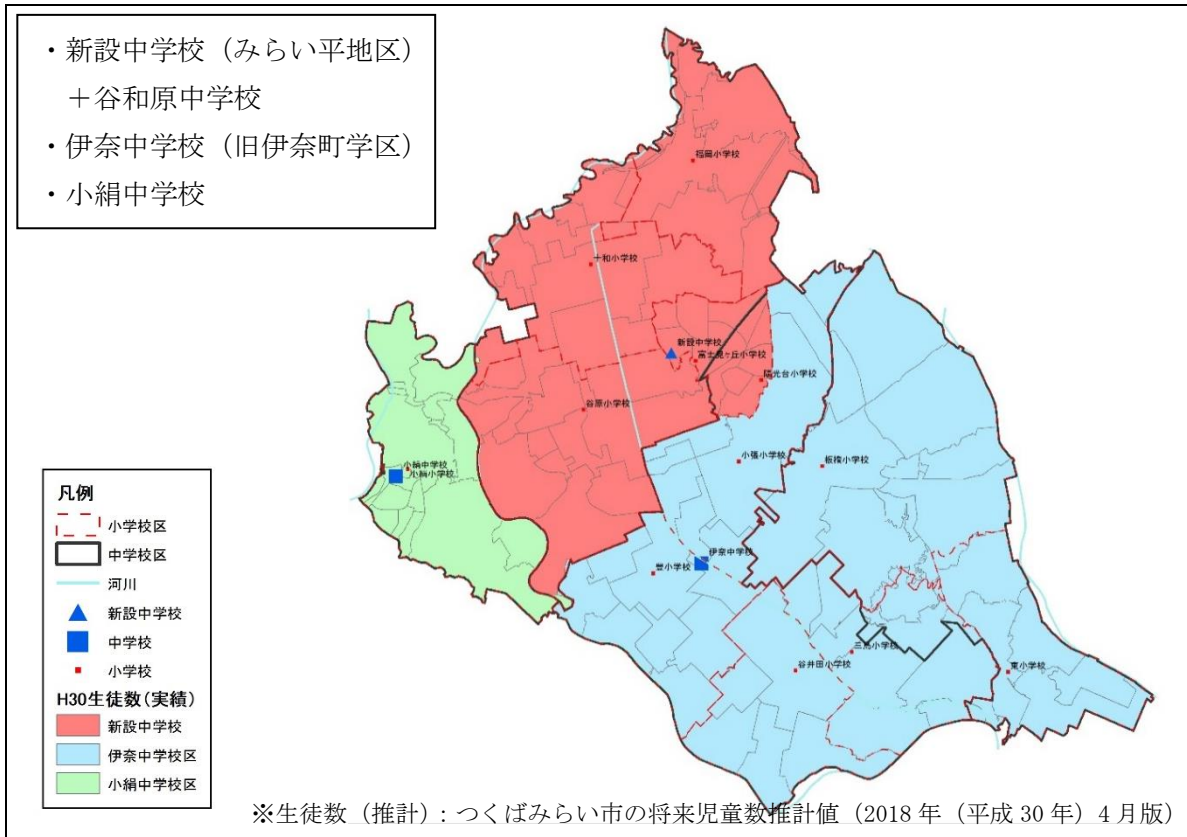 ・新設中学校（みらい平地区）
＋谷和原中学校
・伊奈中学校（旧伊奈町学区）
・小絹中学校
福岡小学校
十和小学校
新設中学校
富士見ヶ丘小学校
陽光台小学校
谷原小学校
小絹中学校
小絹小学校
小張小学校
板橋小学校
伊奈中学校
豊小学校
三島小学校
谷井田小学校
東小学校
凡例
小学校区
中学校区
河川
新設中学校
中学校
小学校
H30生徒数(実績)
新設中学校
伊奈中学校区
小絹中学校区
※生徒数（推計）：つくばみらい市の将来児童数推計値（2018 年（平成 30 年）4 月版）